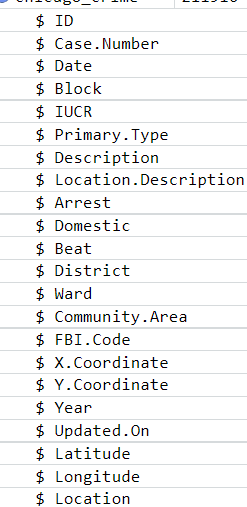 $ ID
$ Case.Number
$ Date
$ Block
$ IUCR
$ Primary.Type
$ Description
$ Location.Description
$ Arrest
$ Domestic
$ Beat
$ District
$ Ward
$ Community.Area
$ FBI.Code
$ X.Coordinate
$ Y.Coordinate
$ Year
$ Updated.On
$ Latitude
$ Longitude
$ Location